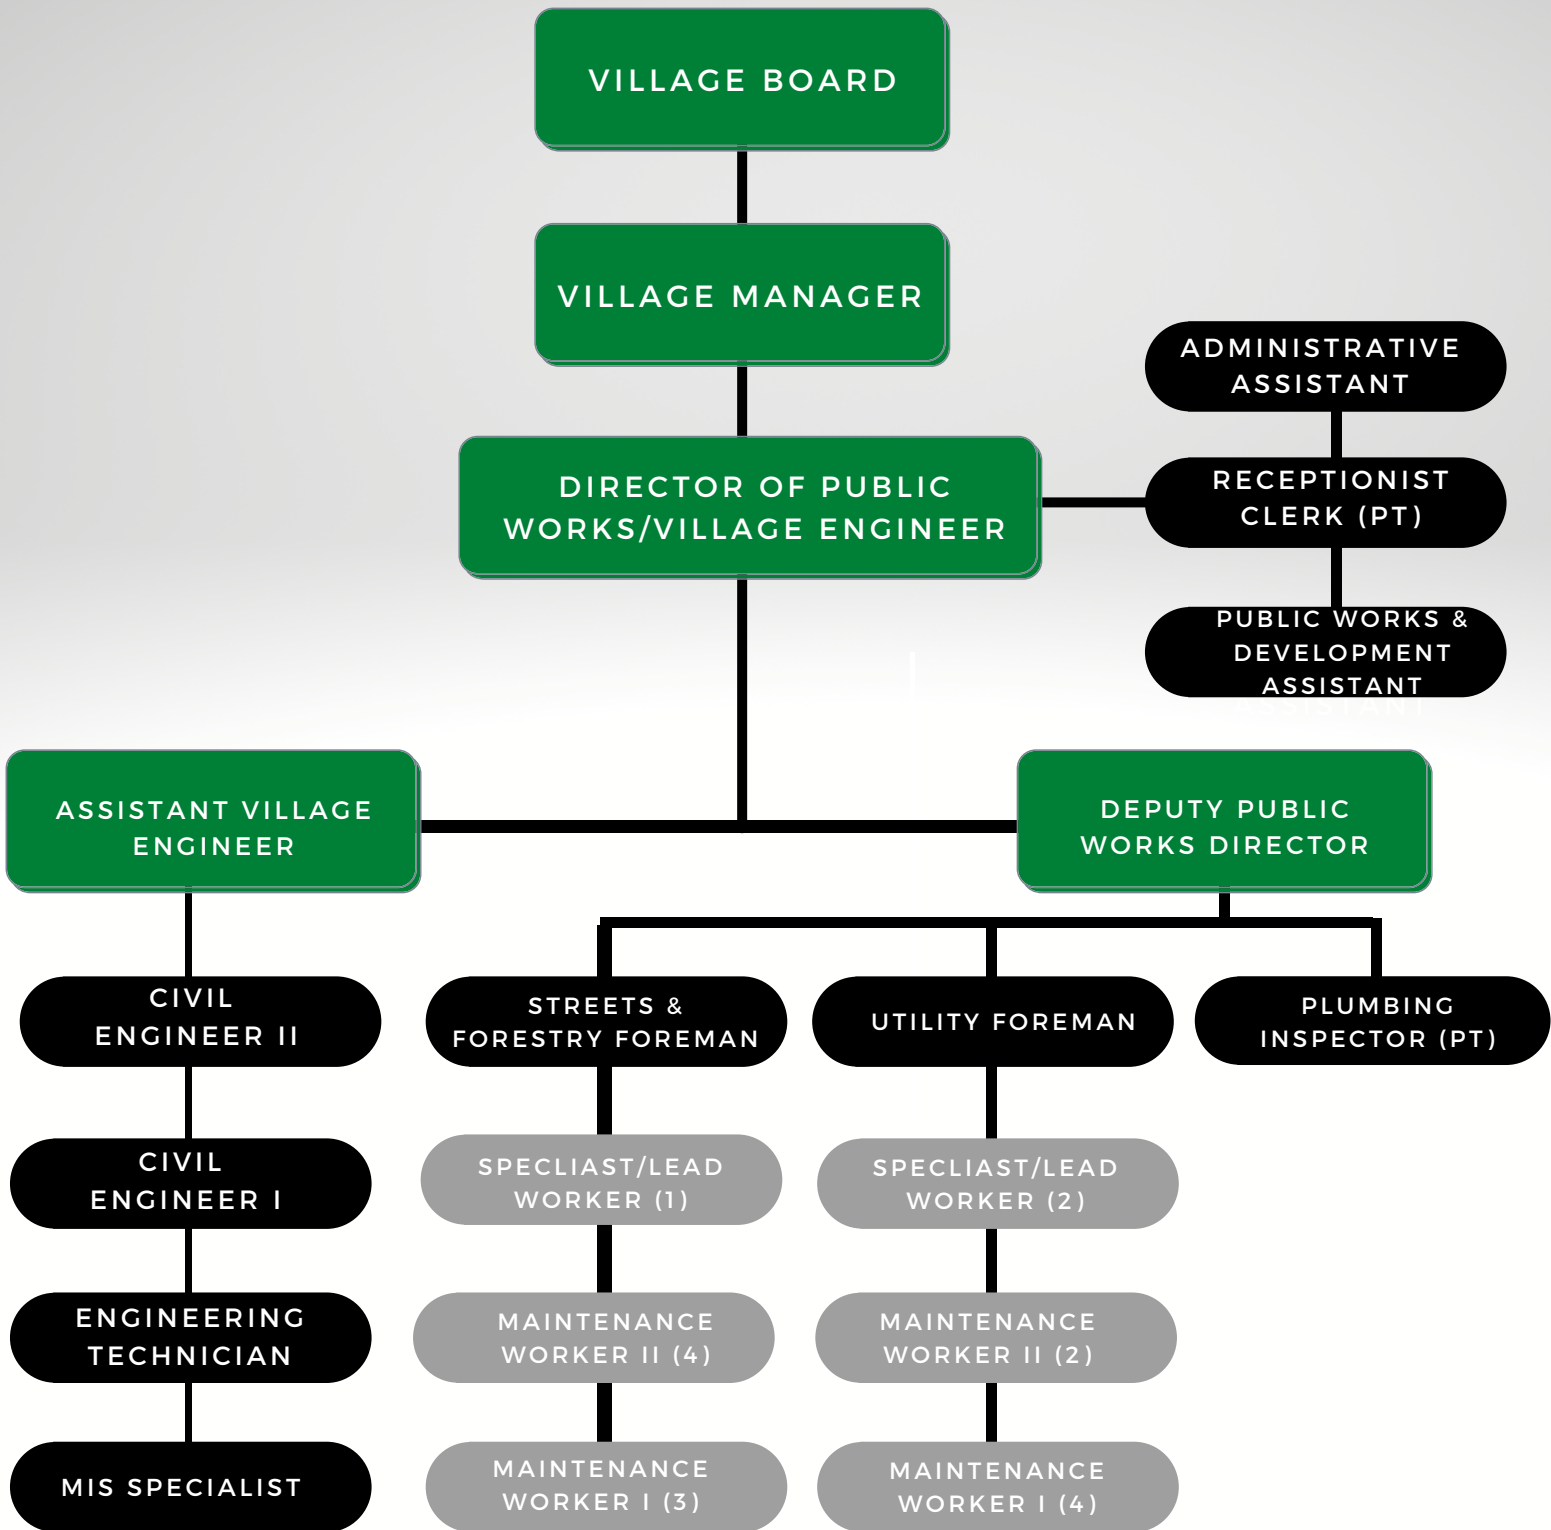 VILLAGE BOARD
VILLAGE MANAGER
ADMINISTRATIVE
ASSISTANT
DIRECTOR OF PUBLIC
WORKS/VILLAGE ENGINEER
RECEPTIONIST
CLERK (PT)
PUBLIC WORKS &
DEVELOPMENT
ASSISTANT
ASSISTANT VILLAGE
ENGINEER
DEPUTY PUBLIC
WORKS DIRECTOR
CIVIL
ENGINEER II
STREETS &
FORESTRY FOREMAN
UTILITY FOREMAN
PLUMBING
INSPECTOR (PT)
CIVIL
ENGINEER I
SPECLIAST/LEAD
WORKER (1)
SPECLIAST/LEAD
WORKER (2)
ENGINEERING
TECHNICIAN
MAINTENANCE
WORKER II (4)
MAINTENANCE
WORKER II (2)
MIS SPECIALIST
MAINTENANCE
WORKER I (3)
MAINTENANCE
WORKER I (4)